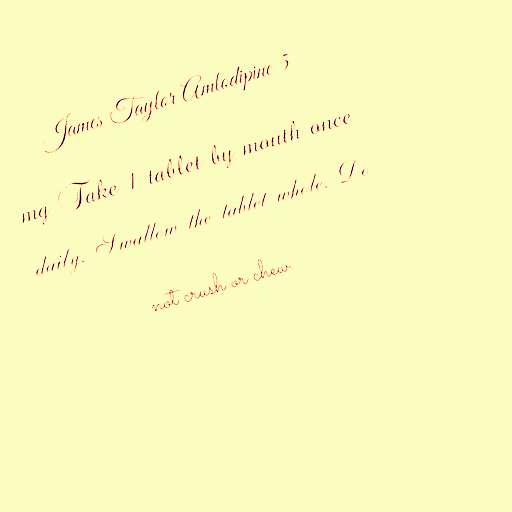 James Taylor Amlodipine 5
mg Take 1 tablet by mouth once
daily. Swallow the tablet whole. Do
not crush or chew